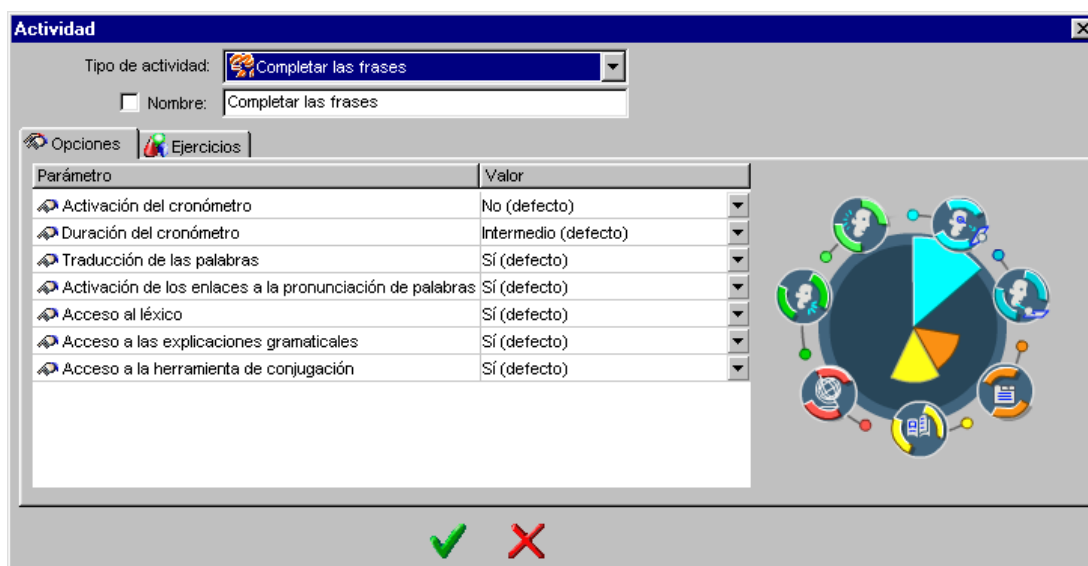 Actividad
Tipo de actividad: Completar las frases
Nombre: Completar las frases
Opciones Ejercicios
Parámetro Valor
Activación del cronómetro No (defecto)
Duración del cronómetro Intermedio (defecto)
Traducción de las palabras Sí (defecto)
Activación de los enlaces a la pronunciación de palabras Sí (defecto)
Acceso al léxico Sí (defecto)
Acceso a las explicaciones gramaticales Sí (defecto)
Acceso a la herramienta de conjugación Sí (defecto)